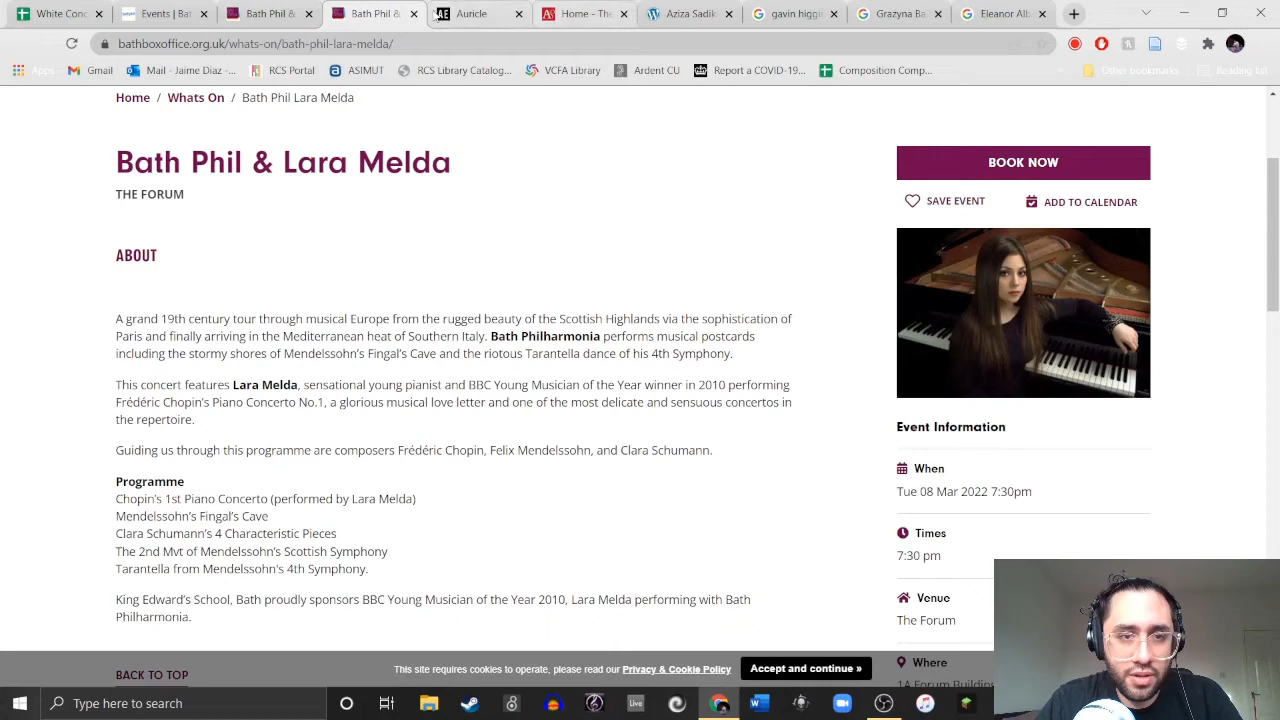 White Conc
Events | ba
Bath Phil &
Bath Phil &
Auricle
Home - The
Aziza Sadik
gavin higgi
Grazyna Ba
Eleanor Alb
bathboxoffice.org.uk/whats-on/bath-phil-lara-melda/
Apps
Gmail
Mail - Jaime Diaz -...
RCS Portal
ASIMUT
RCS Library Catalog...
VCFA Library
Ardent CU
Report a COVID-19...
Composition Comp...
Other bookmarks
Reading list
Home / Whats On / Bath Phil Lara Melda
Bath Phil & Lara Melda
THE FORUM
BOOK NOW
SAVE EVENT
ADD TO CALENDAR
ABOUT
A grand 19th century tour through musical Europe from the rugged beauty of the Scottish Highlands via the sophistication of
Paris and finally arriving in the Mediterranean heat of Southern Italy. Bath Philharmonia performs musical postcards
including the stormy shores of Mendelssohn's Fingal's Cave and the riotous Tarantella dance of his 4th Symphony.
This concert features Lara Melda, sensational young pianist and BBC Young Musician of the Year winner in 2010 performing
Frédéric Chopin's Piano Concerto No.1, a glorious musical love letter and one of the most delicate and sensuous concertos in
the repertoire.
Guiding us through this programme are composers Frédéric Chopin, Felix Mendelssohn, and Clara Schumann.
Programme
Chopin's 1st Piano Concerto (performed by Lara Melda)
Mendelssohn's Fingal's Cave
Clara Schumann's 4 Characteristic Pieces
The 2nd Mvt of Mendelssohn's Scottish Symphony
Tarantella from Mendelssohn's 4th Symphony.
King Edward's School, Bath proudly sponsors BBC Young Musician of the Year 2010, Lara Melda performing with Bath
Philharmonia.
BACK TO TOP
Event Information
When
Tue 08 Mar 2022 7:30pm
Times
7:30 pm
Venue
The Forum
Where
This site requires cookies to operate, please read our Privacy & Cookie Policy
Accept and continue »
Type here to search
Live